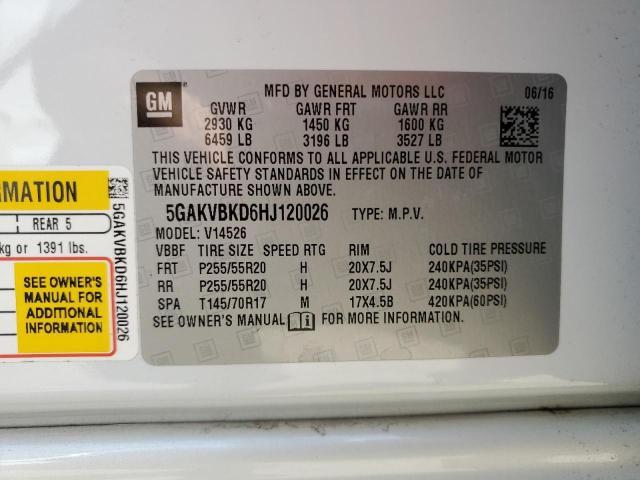 GM
MFD BY GENERAL MOTORS LLC 06/16
GVWR GAWR FRT GAWR RR
2930 KG 1450 KG 1600 KG
6459 LB 3196 LB 3527 LB
THIS VEHICLE CONFORMS TO ALL APPLICABLE U.S. FEDERAL MOTOR
VEHICLE SAFETY STANDARDS IN EFFECT ON THE DATE OF
MANUFACTURE SHOWN ABOVE.
5GAKVBKD6HJ120026 TYPE: M.P.V.
MODEL: V14526
VBBF TIRE SIZE SPEED RTG RIM COLD TIRE PRESSURE
FRT P255/55R20 H 20X7.5J 240KPA(35PSI)
RR P255/55R20 H 20X7.5J 240KPA(35PSI)
SPA T145/70R17 M 17X4.5B 420KPA(60PSI)
SEE OWNER'S MANUAL FOR MORE INFORMATION.
RMATION
REAR 5
kg or 1391 lbs.
SEE OWNER'S
MANUAL FOR
ADDITIONAL
INFORMATION
5GAKVBKD6HJ120026